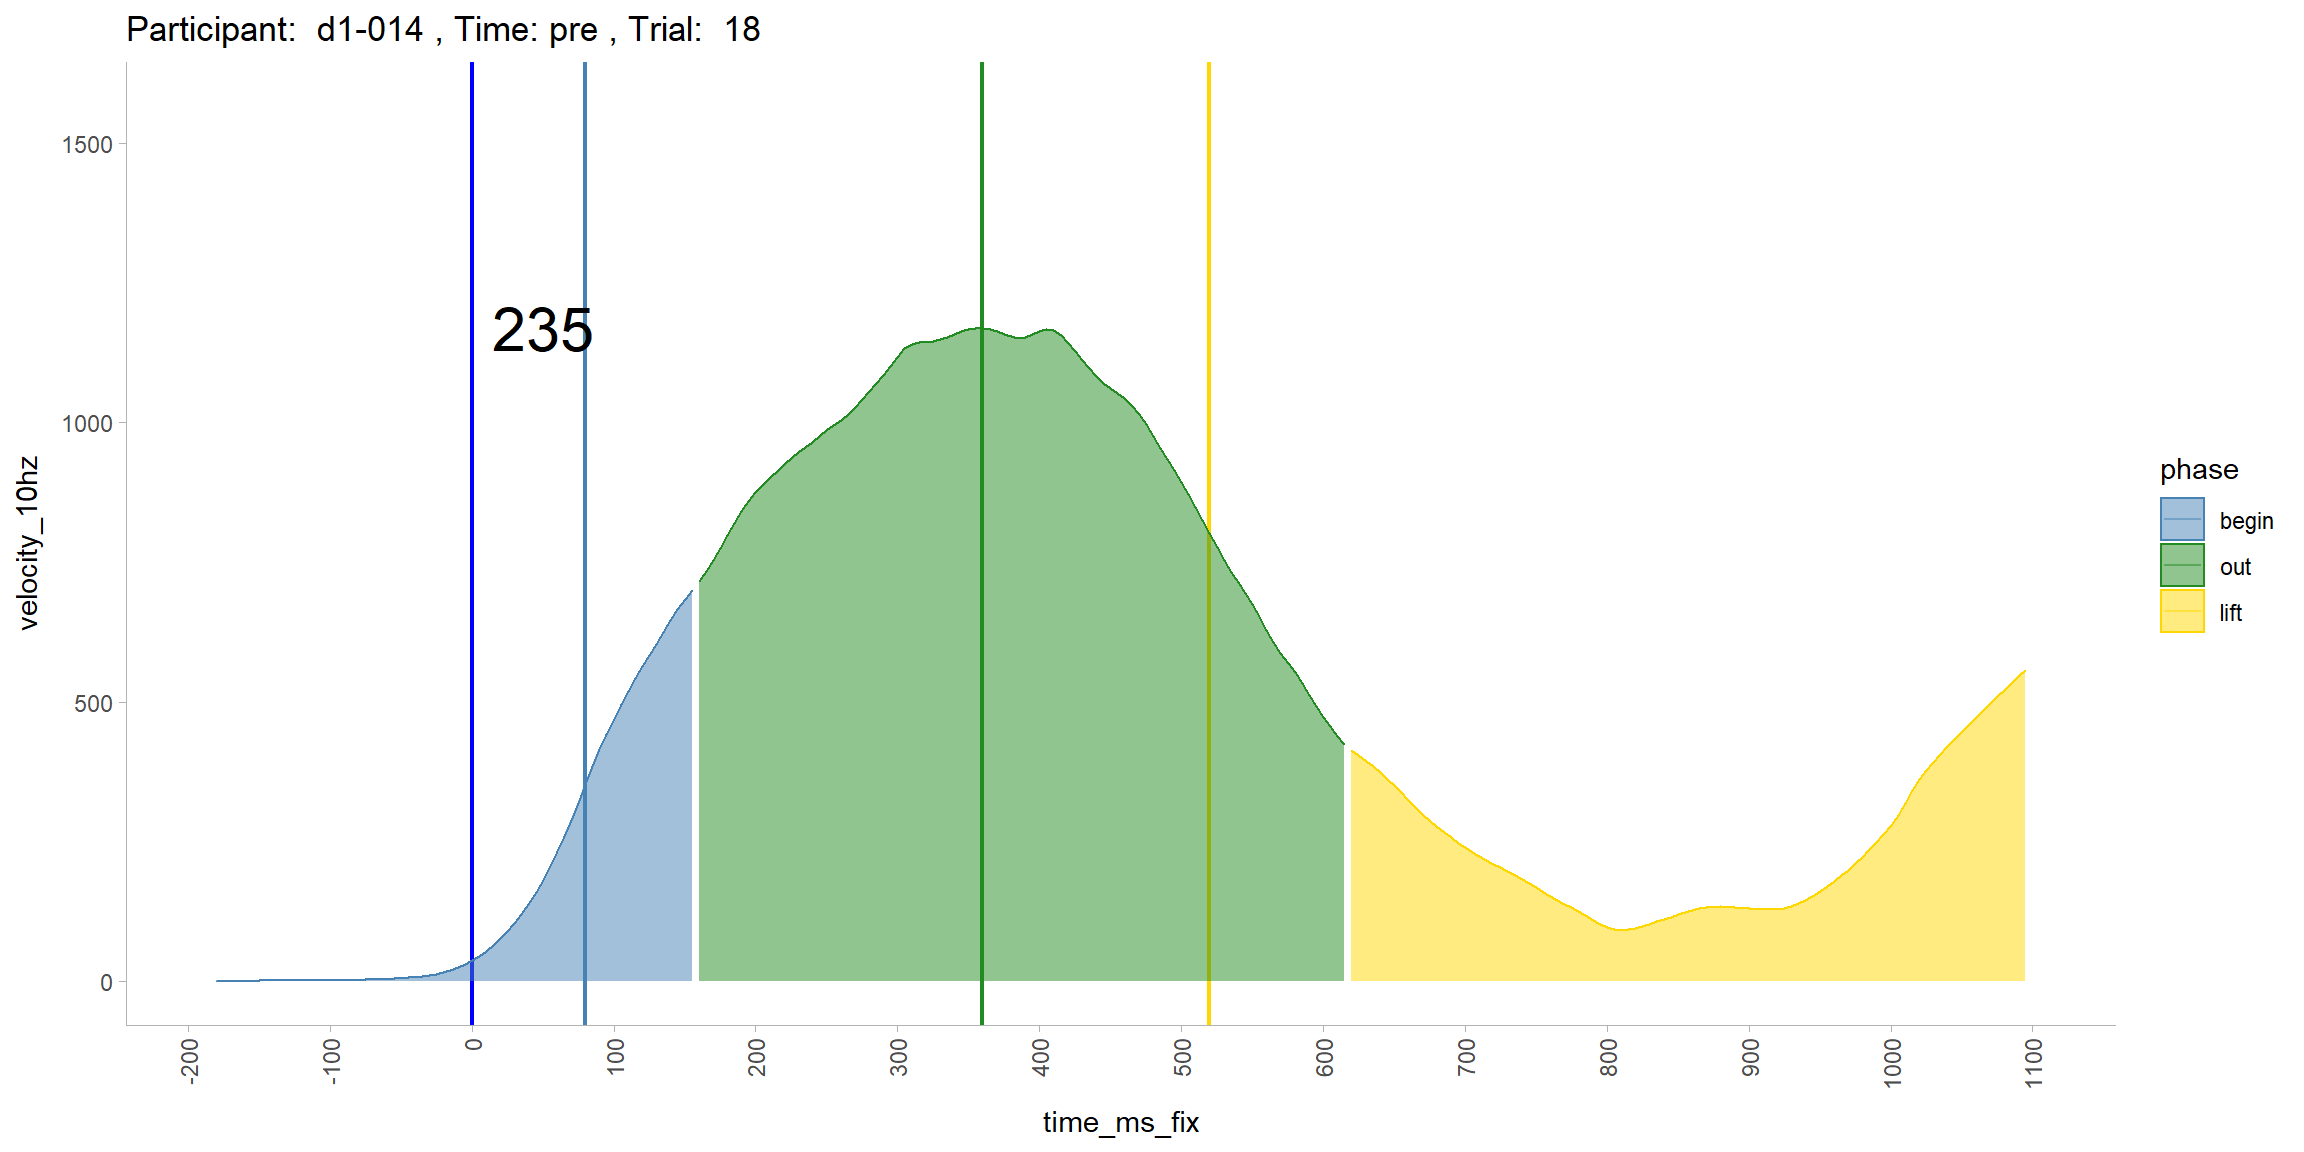 Participant:  d1-014 , Time: pre , Trial:  18
1500
1000
500
0
velocity_10hz
235
-200
-100
0
100
200
300
400
500
600
700
800
900
1000
1100
time_ms_fix
phase
begin
out
lift